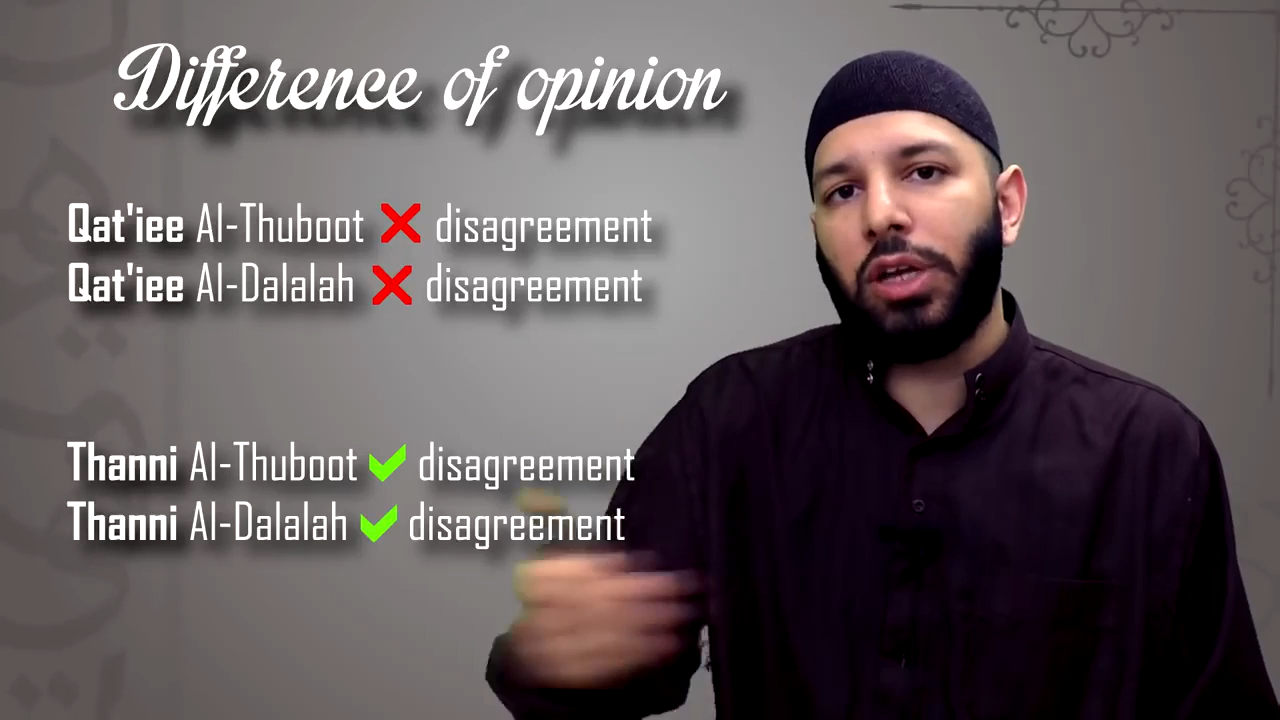 Difference of opinion
Qat'iee Al-Thuboot ❌ disagreement
Qat'iee Al-Dalalah ❌ disagreement
Thanni Al-Thuboot ✔ disagreement
Thanni Al-Dalalah ✔ disagreement